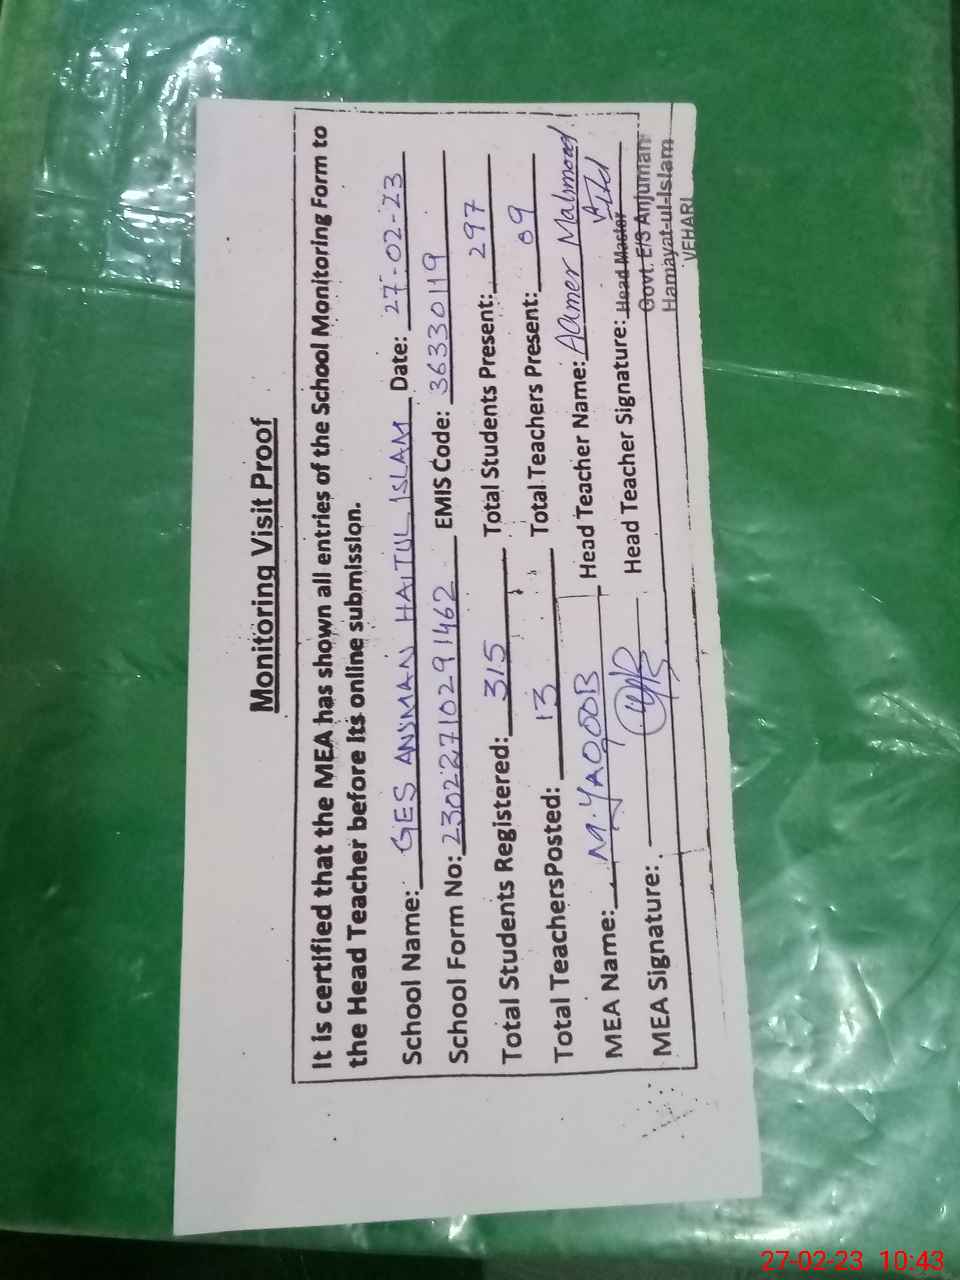 Monitoring Visit Proof
It is certified that the MEA has shown all entries of the School Monitoring Form to
the Head Teacher before its online submission.
School Name: GES ANJMAN HAITUL ISLAM Date: 27-02-23
School Form No: 23022710291462 EMIS Code: 36330119
Total Students Registered: 315 Total Students Present: 297
Total TeachersPosted: 13 Total Teachers Present: 09
MEA Name: M. YAQOOB Head Teacher Name: Aamer Mahmood
MEA Signature: Head Teacher Signature:
Head Master
Govt. E/S Anjuman
Hamayat-ul-Islam
VEHARI
27-02-23 10:43